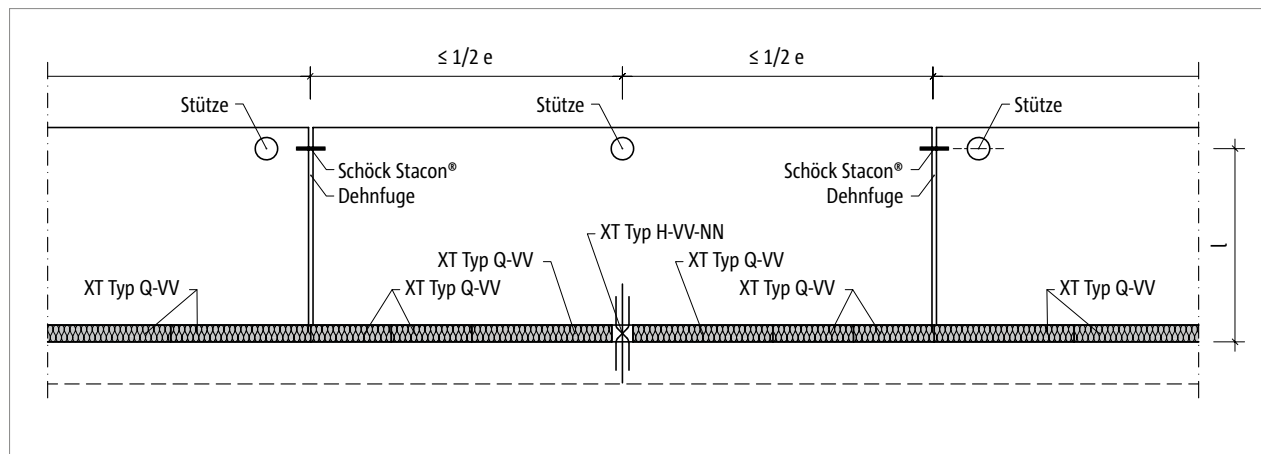 ≤ 1/2 e
≤ 1/2 e
Stütze
Stütze
Stütze
Schöck Stacon®
Dehnfuge
Schöck Stacon®
Dehnfuge
XT Typ H-VV-NN
XT Typ Q-VV
XT Typ Q-VV
XT Typ Q-VV
XT Typ Q-VV
XT Typ Q-VV
XT Typ Q-VV
l